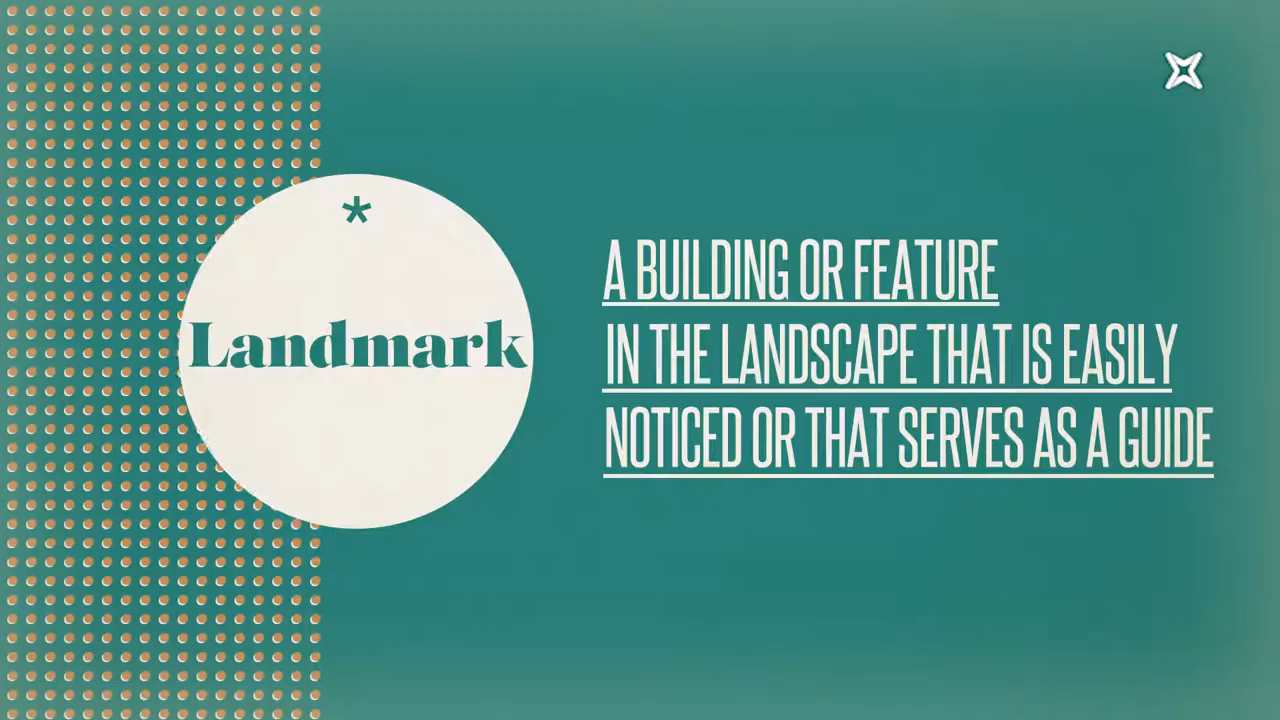 *
Landmark
A BUILDING OR FEATURE
IN THE LANDSCAPE THAT IS EASILY
NOTICED OR THAT SERVES AS A GUIDE